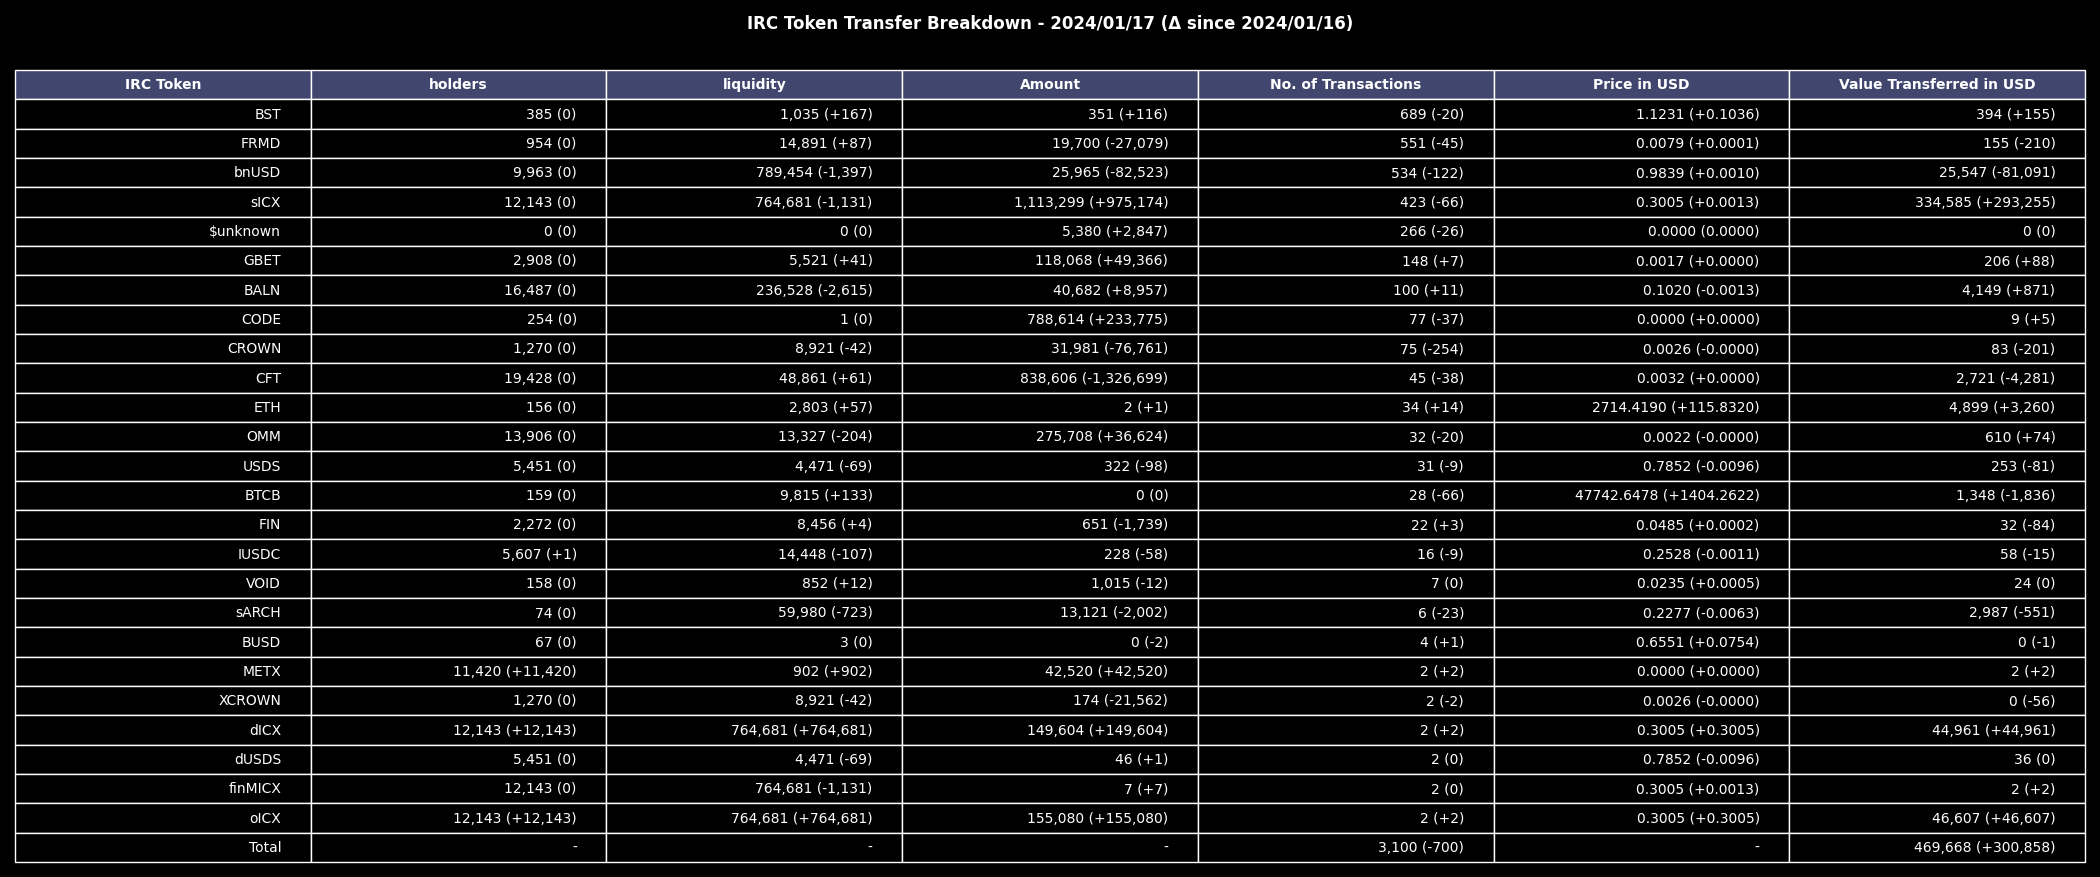 IRC Token Transfer Breakdown - 2024/01/17 (Δ since 2024/01/16)
IRC Token holders liquidity Amount No. of Transactions Price in USD Value Transferred in USD
BST 385 (0) 1,035 (+167) 351 (+116) 689 (-20) 1.1231 (+0.1036) 394 (+155)
FRMD 954 (0) 14,891 (+87) 19,700 (-27,079) 551 (-45) 0.0079 (+0.0001) 155 (-210)
bnUSD 9,963 (0) 789,454 (-1,397) 25,965 (-82,523) 534 (-122) 0.9839 (+0.0010) 25,547 (-81,091)
sICX 12,143 (0) 764,681 (-1,131) 1,113,299 (+975,174) 423 (-66) 0.3005 (+0.0013) 334,585 (+293,255)
$unknown 0 (0) 0 (0) 5,380 (+2,847) 266 (-26) 0.0000 (0.0000) 0 (0)
GBET 2,908 (0) 5,521 (+41) 118,068 (+49,366) 148 (+7) 0.0017 (+0.0000) 206 (+88)
BALN 16,487 (0) 236,528 (-2,615) 40,682 (+8,957) 100 (+11) 0.1020 (-0.0013) 4,149 (+871)
CODE 254 (0) 1 (0) 788,614 (+233,775) 77 (-37) 0.0000 (+0.0000) 9 (+5)
CROWN 1,270 (0) 8,921 (-42) 31,981 (-76,761) 75 (-254) 0.0026 (-0.0000) 83 (-201)
CFT 19,428 (0) 48,861 (+61) 838,606 (-1,326,699) 45 (-38) 0.0032 (+0.0000) 2,721 (-4,281)
ETH 156 (0) 2,803 (+57) 2 (+1) 34 (+14) 2714.4190 (+115.8320) 4,899 (+3,260)
OMM 13,906 (0) 13,327 (-204) 275,708 (+36,624) 32 (-20) 0.0022 (-0.0000) 610 (+74)
USDS 5,451 (0) 4,471 (-69) 322 (-98) 31 (-9) 0.7852 (-0.0096) 253 (-81)
BTCB 159 (0) 9,815 (+133) 0 (0) 28 (-66) 47742.6478 (+1404.2622) 1,348 (-1,836)
FIN 2,272 (0) 8,456 (+4) 651 (-1,739) 22 (+3) 0.0485 (+0.0002) 32 (-84)
IUSDC 5,607 (+1) 14,448 (-107) 228 (-58) 16 (-9) 0.2528 (-0.0011) 58 (-15)
VOID 158 (0) 852 (+12) 1,015 (-12) 7 (0) 0.0235 (+0.0005) 24 (0)
sARCH 74 (0) 59,980 (-723) 13,121 (-2,002) 6 (-23) 0.2277 (-0.0063) 2,987 (-551)
BUSD 67 (0) 3 (0) 0 (-2) 4 (+1) 0.6551 (+0.0754) 0 (-1)
METX 11,420 (+11,420) 902 (+902) 42,520 (+42,520) 2 (+2) 0.0000 (+0.0000) 2 (+2)
XCROWN 1,270 (0) 8,921 (-42) 174 (-21,562) 2 (-2) 0.0026 (-0.0000) 0 (-56)
dICX 12,143 (+12,143) 764,681 (+764,681) 149,604 (+149,604) 2 (+2) 0.3005 (+0.3005) 44,961 (+44,961)
dUSDS 5,451 (0) 4,471 (-69) 46 (+1) 2 (0) 0.7852 (-0.0096) 36 (0)
finMICX 12,143 (0) 764,681 (-1,131) 7 (+7) 2 (0) 0.3005 (+0.0013) 2 (+2)
oICX 12,143 (+12,143) 764,681 (+764,681) 155,080 (+155,080) 2 (+2) 0.3005 (+0.3005) 46,607 (+46,607)
Total - - - 3,100 (-700) - 469,668 (+300,858)